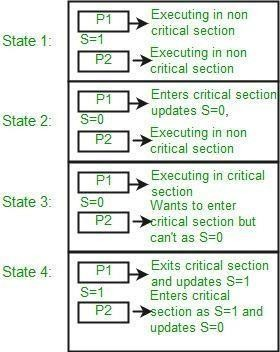 State 1:
P1
Executing in non
critical section
S=1
P2
Executing in non
critical section
State 2:
P1
Enters critical section
updates S=0,
S=0
P2
Executing in non
critical section
State 3:
P1
Executing in critical
section
S=0
P2
Wants to enter
critical section but
can't as S=0
State 4:
P1
Exits critical section
and updates S=1
S=1
P2
Enters critical
section as S=1 and
updates S=0